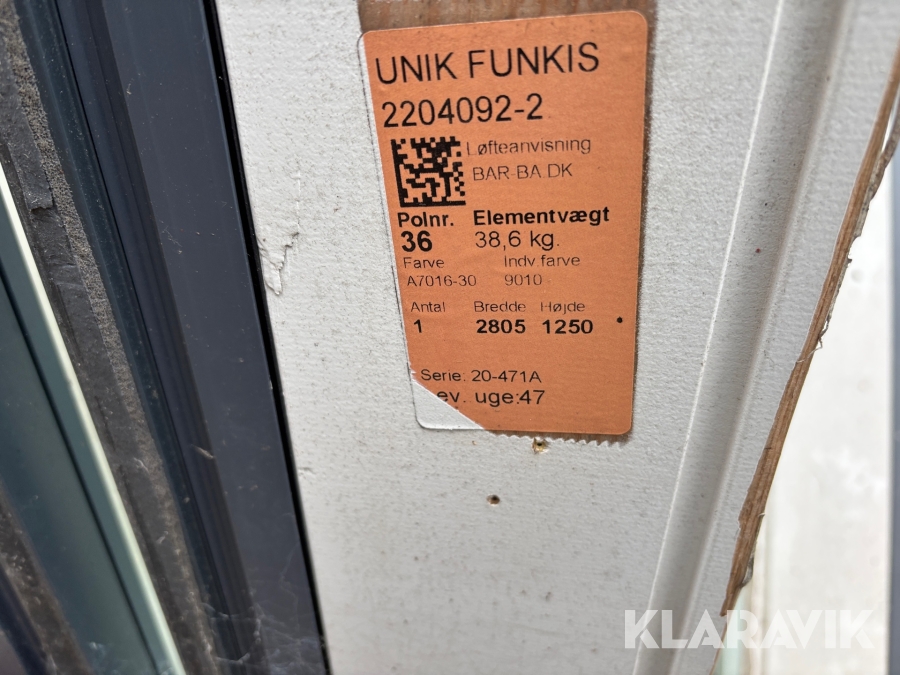 UNIK FUNKIS
2204092-2
Løfteanvisning
BAR-BA.DK
Polnr. Elementvægt
36 38,6 kg.
Farve Indv farve
A7016-30 9010
Antal Bredde Højde
1 2805 1250
Serie: 20-471A
ev. uge:47
KLARAVIK